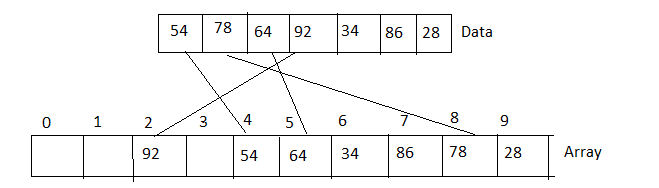 54 78 64 92 34 86 28 Data
0 1 2 3 4 5 6 7 8 9
92 54 64 34 86 78 28 Array